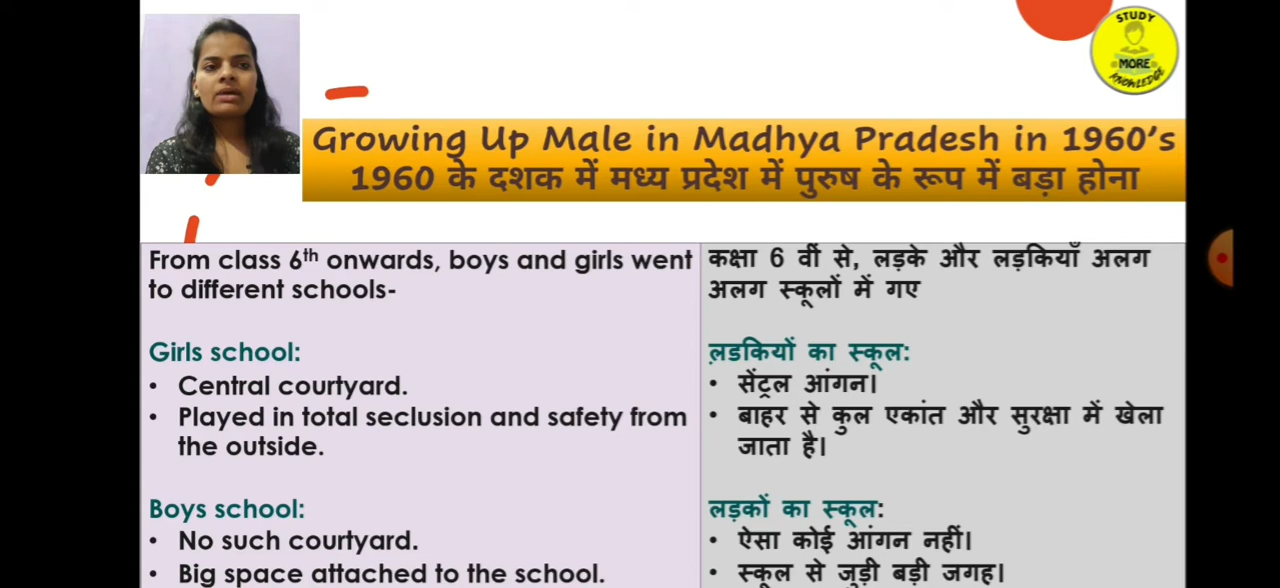 STUDY
MORE
KNOWLEDGE
Growing Up Male in Madhya Pradesh in 1960's
1960 के दशक में मध्य प्रदेश में पुरुष के रूप में बड़ा होना
From class 6th onwards, boys and girls went
to different schools-
Girls school:
• Central courtyard.
• Played in total seclusion and safety from
the outside.
Boys school:
• No such courtyard.
• Big space attached to the school.
कक्षा 6 वीं से, लड़के और लड़कियाँ अलग
अलग स्कूलों में गए
लडकियों का स्कूल:
• सेंट्रल आंगन।
• बाहर से कुल एकांत और सुरक्षा में खेला
जाता है।
लड़कों का स्कूल:
• ऐसा कोई आंगन नहीं।
• स्कूल से जुड़ी बड़ी जगह।